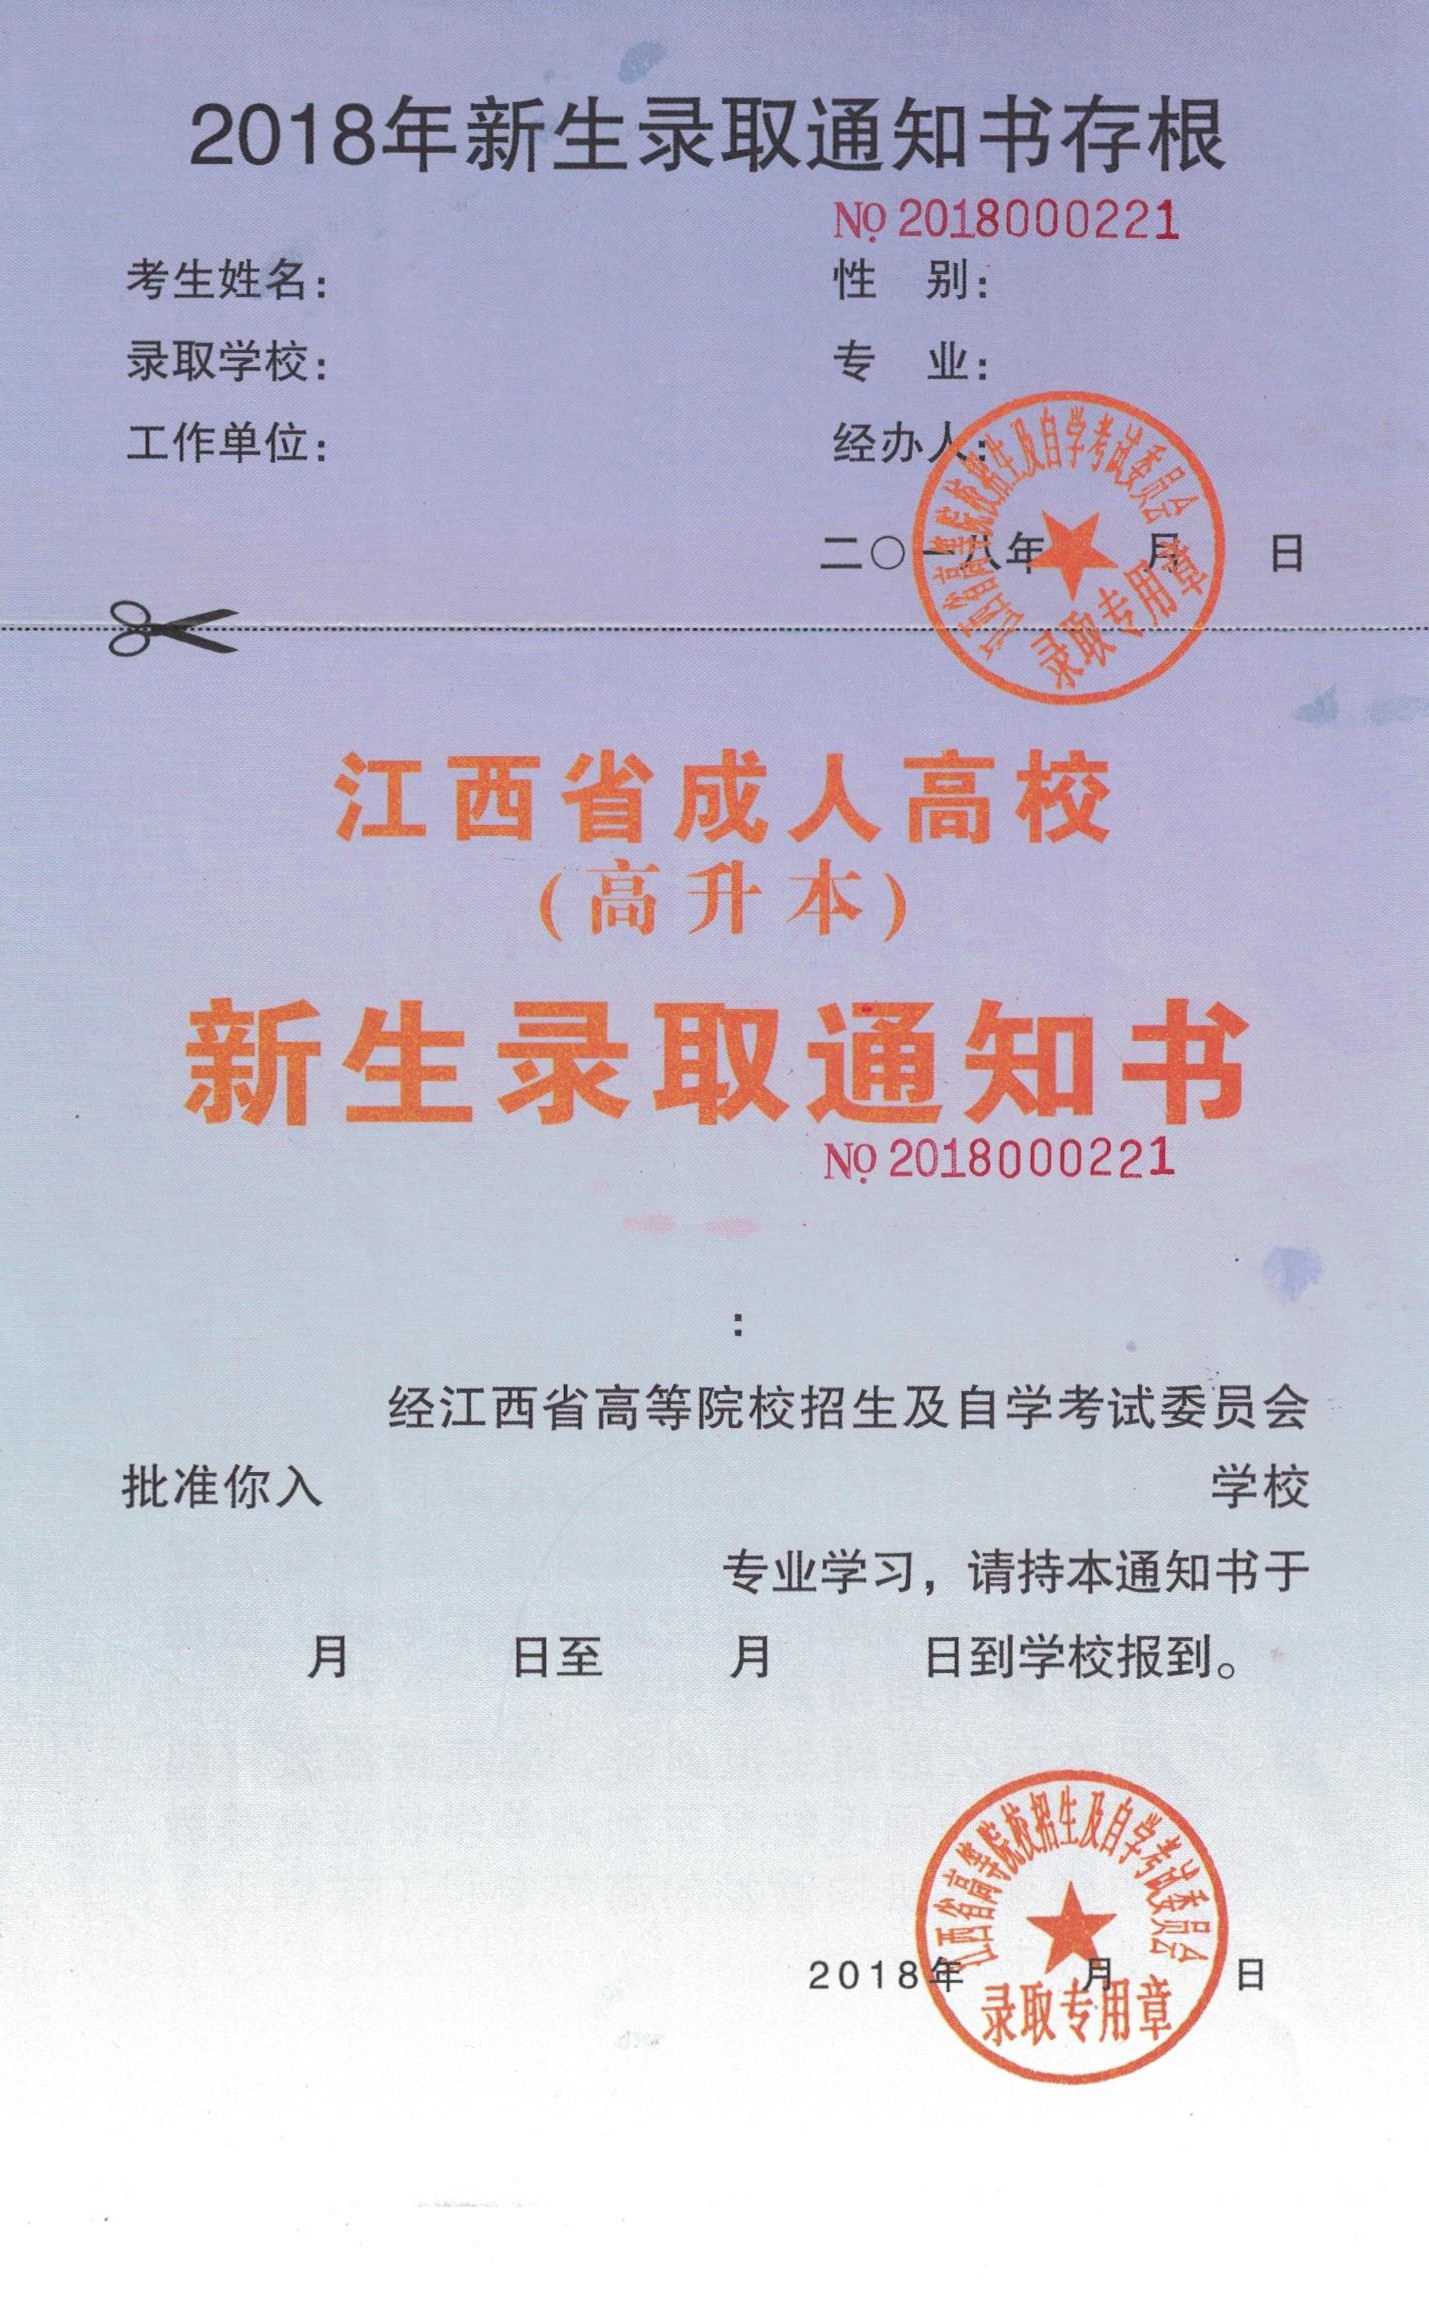 2018年新生录取通知书存根
№ 2018000221
考生姓名： 性 别：
录取学校： 专 业：
工作单位： 经办人：
二〇一八年 月 日
江西省高等院校招生及自学考试委员会
录取专用章
江西省成人高校
（高升本）
新生录取通知书
№ 2018000221
：
经江西省高等院校招生及自学考试委员会
批准你入 学校
专业学习，请持本通知书于
月 日至 月 日到学校报到。
江西省高等院校招生及自学考试委员会
2018年 月 日
录取专用章